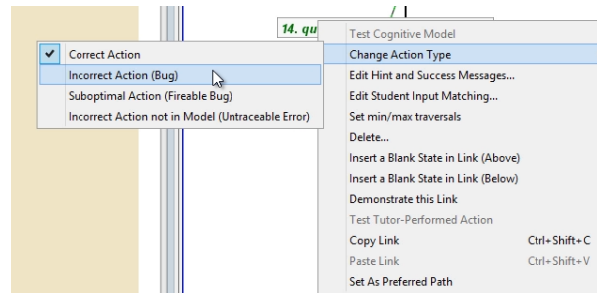 14. qu
Test Cognitive Model
Change Action Type
Edit Hint and Success Messages...
Edit Student Input Matching...
Set min/max traversals
Delete...
Insert a Blank State in Link (Above)
Insert a Blank State in Link (Below)
Demonstrate this Link
Test Tutor-Performed Action
Copy Link Ctrl+Shift+C
Paste Link Ctrl+Shift+V
Set As Preferred Path
Correct Action
Incorrect Action (Bug)
Suboptimal Action (Fireable Bug)
Incorrect Action not in Model (Untraceable Error)